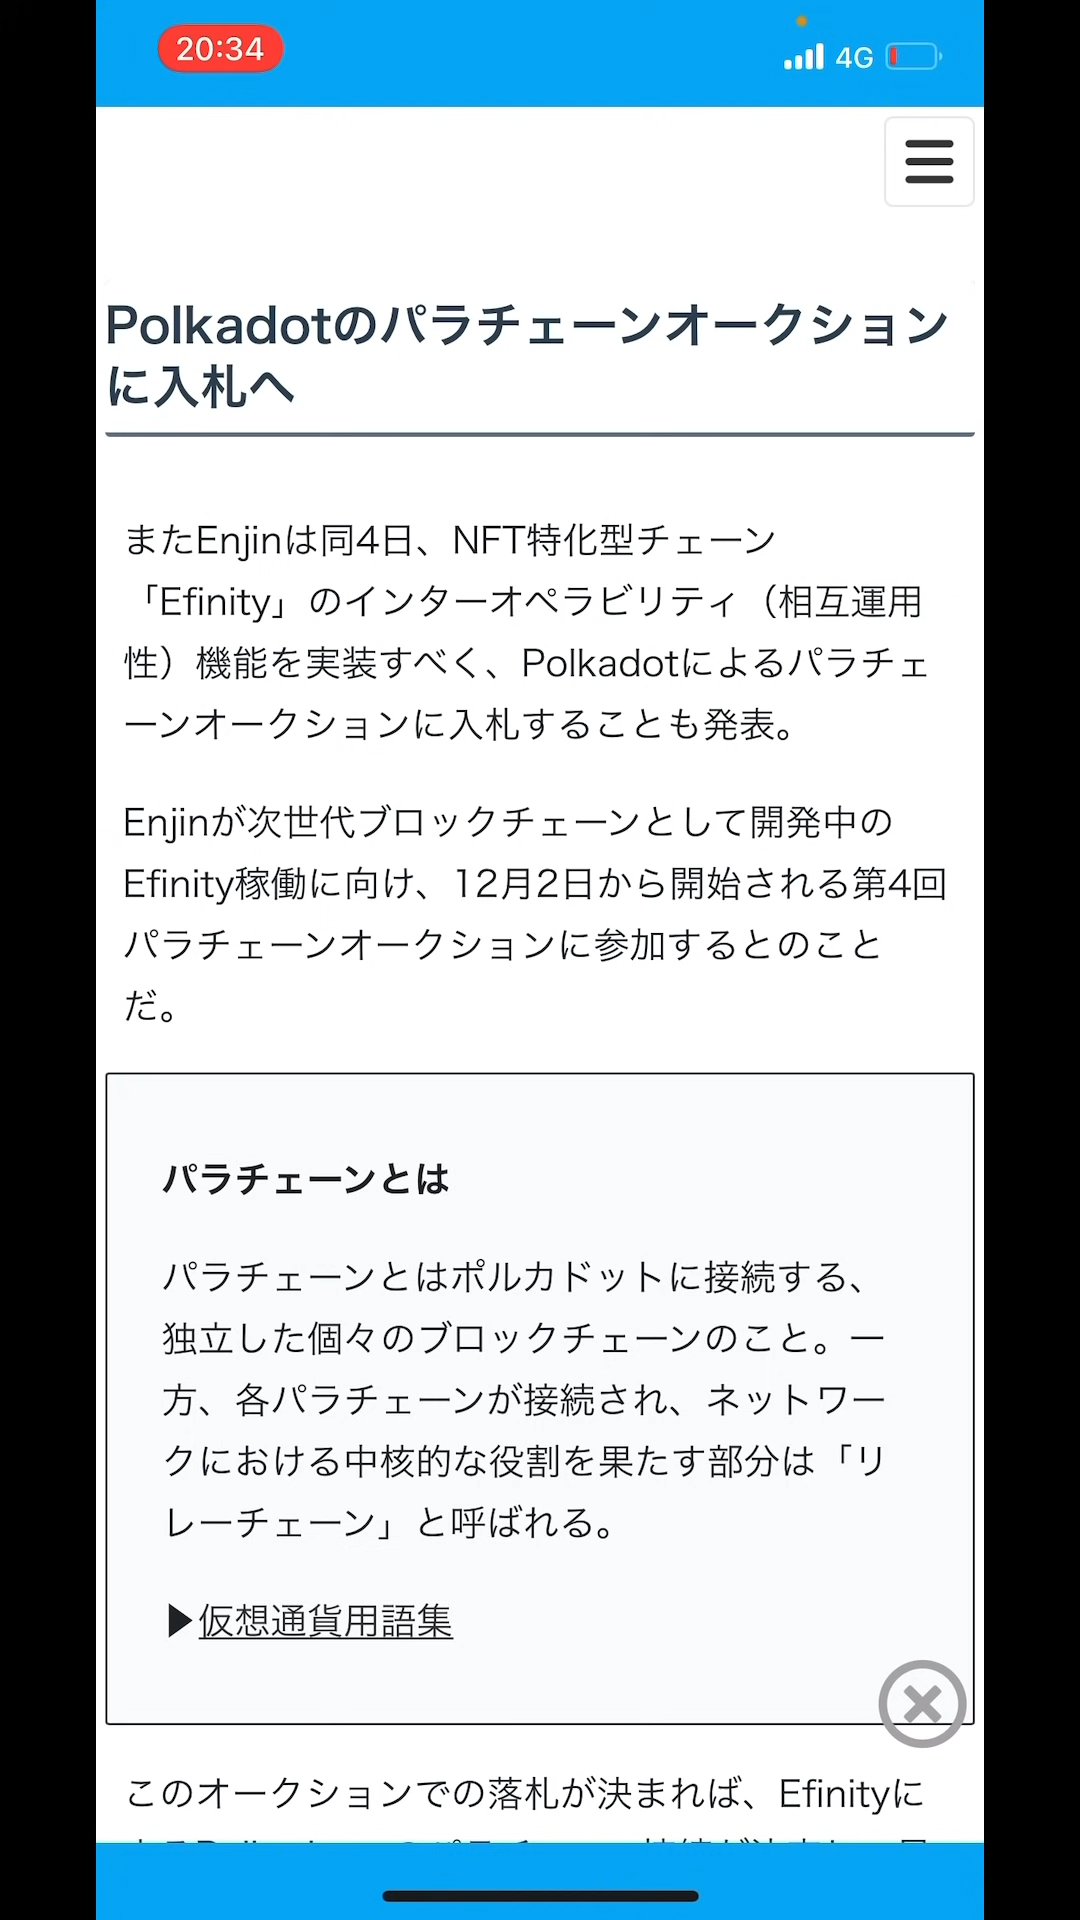 20:34
4G
Polkadotのパラチェーンオークション
に入札へ
またEnjinは同4日、NFT特化型チェーン
「Efinity」のインターオペラビリティ（相互運用
性）機能を実装すべく、Polkadotによるパラチェ
ーンオークションに入札することも発表。
Enjinが次世代ブロックチェーンとして開発中の
Efinity稼働に向け、12月2日から開始される第4回
パラチェーンオークションに参加するとのこと
だ。
パラチェーンとは
パラチェーンとはポルカドットに接続する、
独立した個々のブロックチェーンのこと。一
方、各パラチェーンが接続され、ネットワー
クにおける中核的な役割を果たす部分は「リ
レーチェーン」と呼ばれる。
▶仮想通貨用語集
このオークションでの落札が決まれば、Efinityに